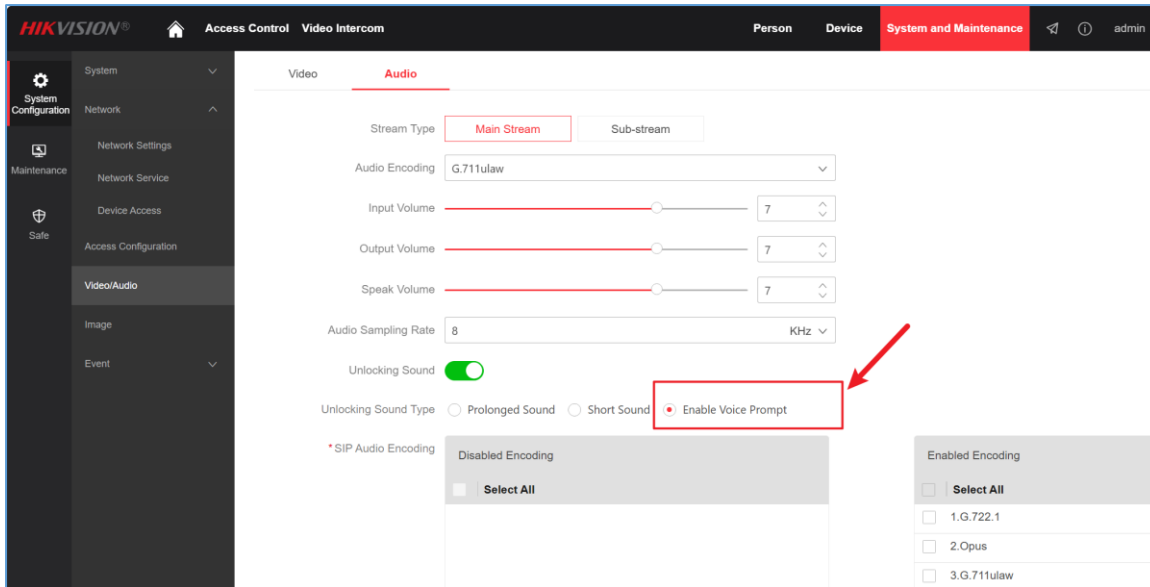 HIKVISION® Access Control Video Intercom Person Device System and Maintenance admin
System Configuration
Maintenance
Safe
System
Network
Network Settings
Network Service
Device Access
Access Configuration
Video/Audio
Image
Event
Video Audio
Stream Type Main Stream Sub-stream
Audio Encoding G.711ulaw
Input Volume 7
Output Volume 7
Speak Volume 7
Audio Sampling Rate 8 KHz
Unlocking Sound
Unlocking Sound Type Prolonged Sound Short Sound Enable Voice Prompt
*SIP Audio Encoding Disabled Encoding Enabled Encoding
Select All Select All
1.G.722.1
2.Opus
3.G.711ulaw